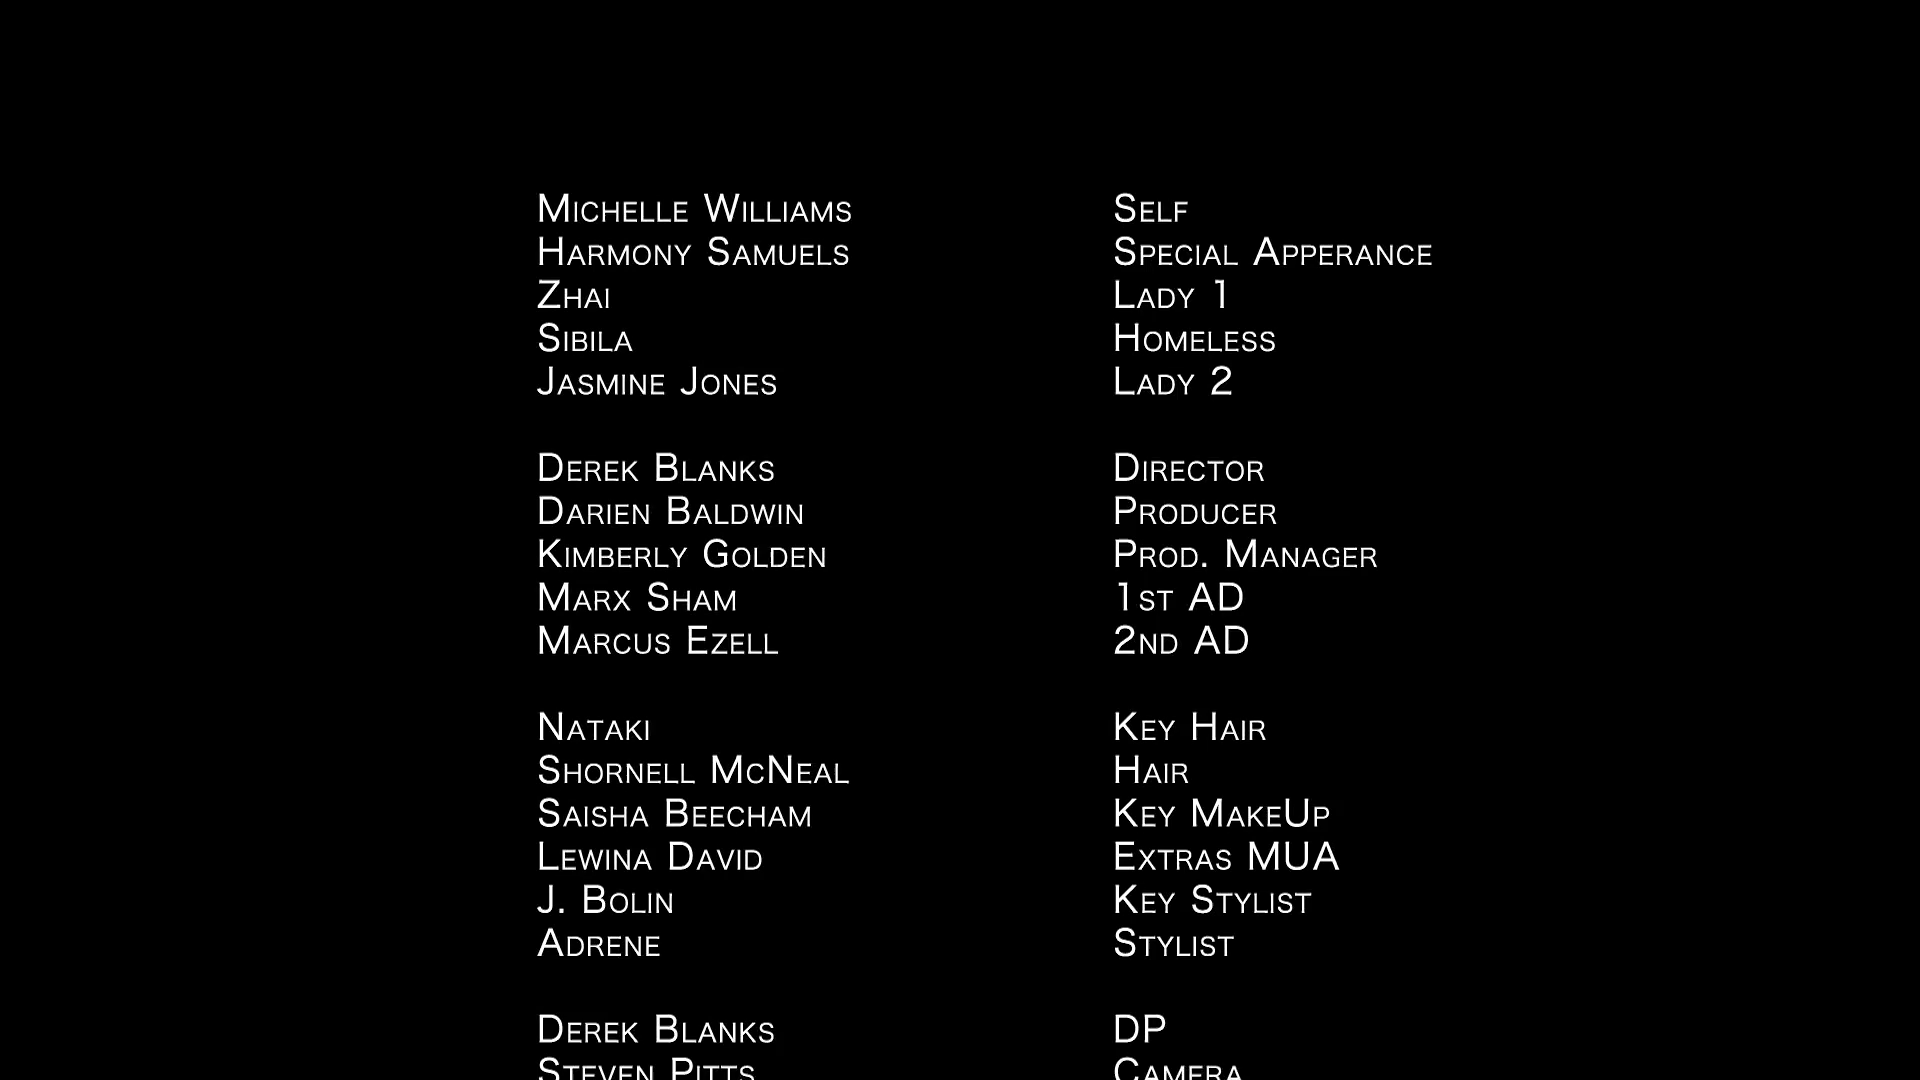 Michelle Williams Self
Harmony Samuels Special Apperance
Zhai Lady 1
Sibila Homeless
Jasmine Jones Lady 2
Derek Blanks Director
Darien Baldwin Producer
Kimberly Golden Prod. Manager
Marx Sham 1st AD
Marcus Ezell 2nd AD
Nataki Key Hair
Shornell McNeal Hair
Saisha Beecham Key MakeUp
Lewina David Extras MUA
J. Bolin Key Stylist
Adrene Stylist
Derek Blanks DP
Steven Pitts Camera